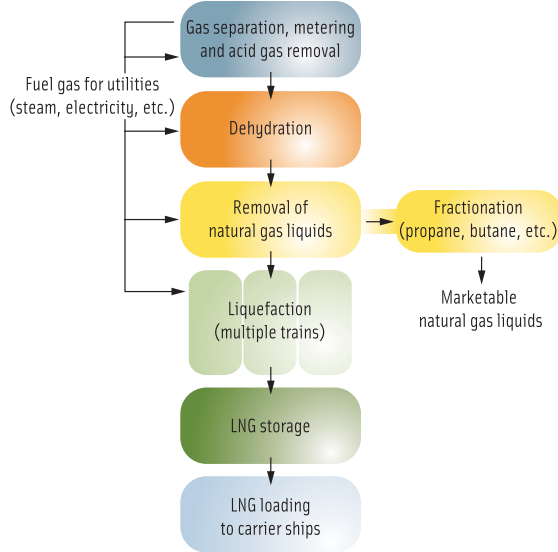 Gas separation, metering
and acid gas removal
Fuel gas for utilities
(steam, electricity, etc.)
Dehydration
Removal of
natural gas liquids
Fractionation
(propane, butane, etc.)
Marketable
natural gas liquids
Liquefaction
(multiple trains)
LNG storage
LNG loading
to carrier ships